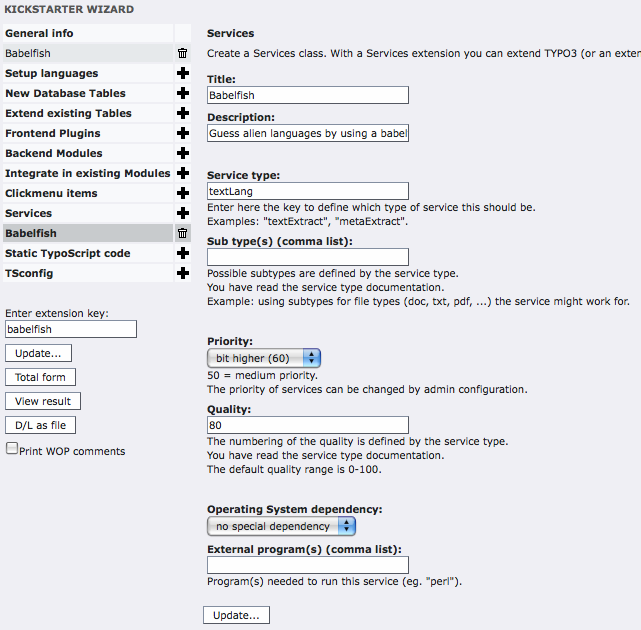 KICKSTARTER WIZARD
General info
Babelfish
Setup languages
New Database Tables
Extend existing Tables
Frontend Plugins
Backend Modules
Integrate in existing Modules
Clickmenu items
Services
Babelfish
Static TypoScript code
TSconfig
Enter extension key:
babelfish
Update...
Total form
View result
D/L as file
Print WOP comments
Services
Create a Services class. With a Services extension you can extend TYPO3 (or an exten
Title:
Babelfish
Description:
Guess alien languages by using a babel
Service type:
textLang
Enter here the key to define which type of service this should be.
Examples: "textExtract", "metaExtract".
Sub type(s) (comma list):
Possible subtypes are defined by the service type.
You have read the service type documentation.
Example: using subtypes for file types (doc, txt, pdf, ...) the service might work for.
Priority:
bit higher (60)
50 = medium priority.
The priority of services can be changed by admin configuration.
Quality:
80
The numbering of the quality is defined by the service type.
You have read the service type documentation.
The default quality range is 0-100.
Operating System dependency:
no special dependency
External program(s) (comma list):
Program(s) needed to run this service (eg. "perl").
Update...